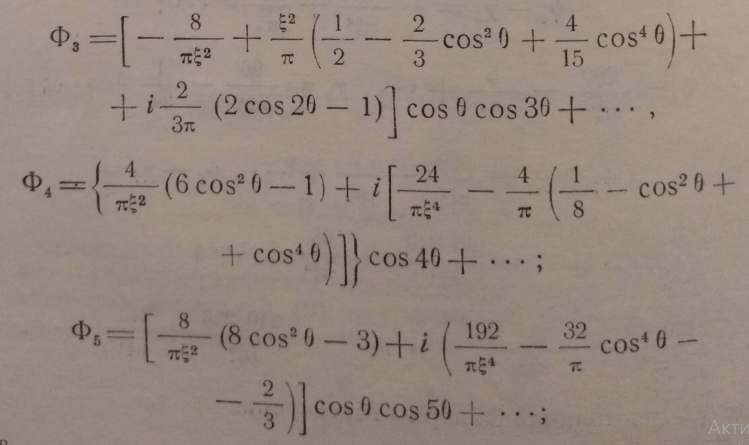 Φ₃ = [ − 8/πξ² + ξ²/π ( 1/2 − 2/3 cos² θ + 4/15 cos⁴ θ ) +
+ i 2/3π (2 cos 2θ − 1) ] cos θ cos 3θ + ··· ,
Φ₄ = { 4/πξ² (6 cos² θ − 1) + i [ 24/πξ⁴ − 4/π ( 1/8 − cos² θ +
+ cos⁴ θ ) ] } cos 4θ + ··· ;
Φ₅ = [ 8/πξ² (8 cos² θ − 3) + i ( 192/πξ⁴ − 32/π cos⁴ θ −
− 2/3 ) ] cos θ cos 5θ + ··· ;
Акти